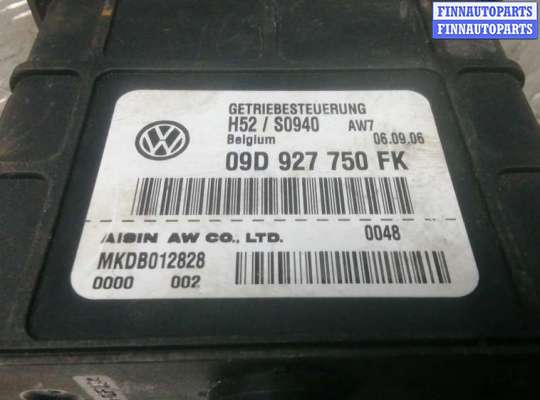 FINNAUTOPARTS
FINNAUTOPARTS
GETRIEBESTEUERUNG
H52 / S0940 AW7
Belgium 06.09.06
09D 927 750 FK
AISIN AW CO., LTD. 0048
MKDB012828
0000 002